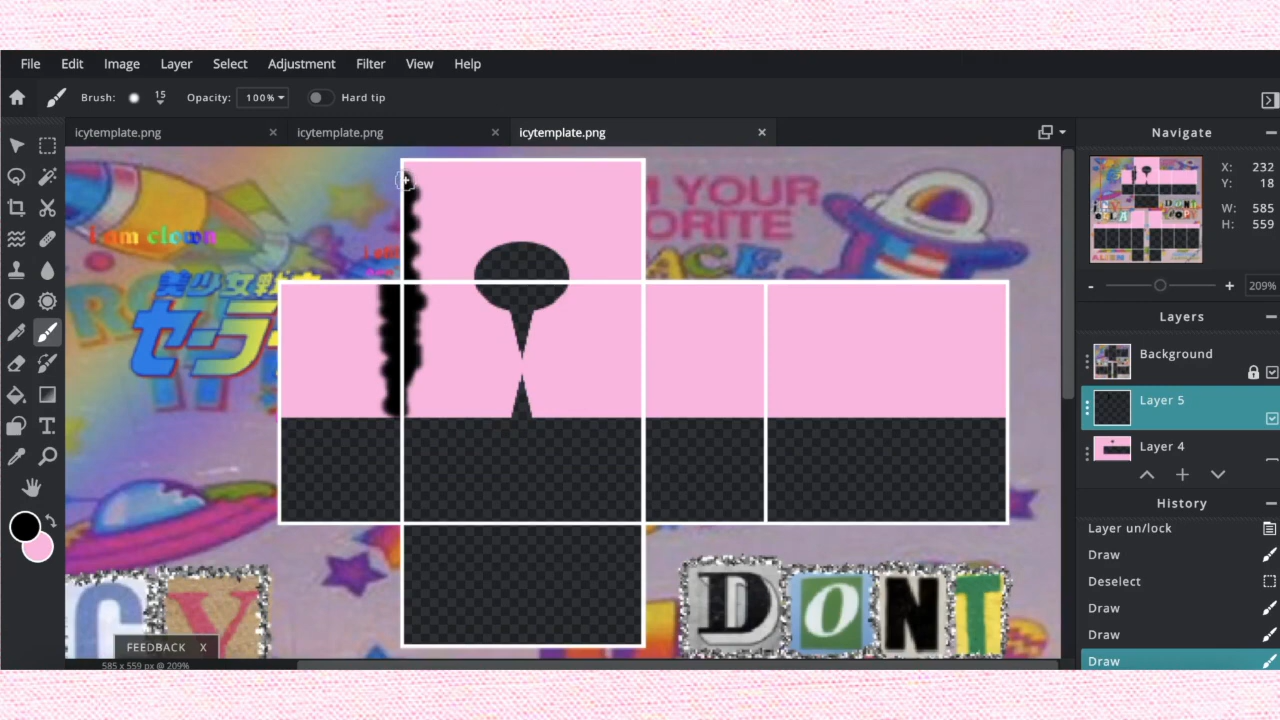 File Edit Image Layer Select Adjustment Filter View Help
Brush: 15 Opacity: 100% Hard tip
icytemplate.png X icytemplate.png X icytemplate.png X
Navigate
X: 232
Y: 18
W: 585
H: 559
- + 209%
I am clown
M YOUR
ORITE
ACE
美少女戦
セーラ
Layers
Background
Layer 5
Layer 4
History
Layer un/lock
Draw
Deselect
Draw
Draw
Draw
CY
DONT
FEEDBACK X
585 x 559 px @ 209%